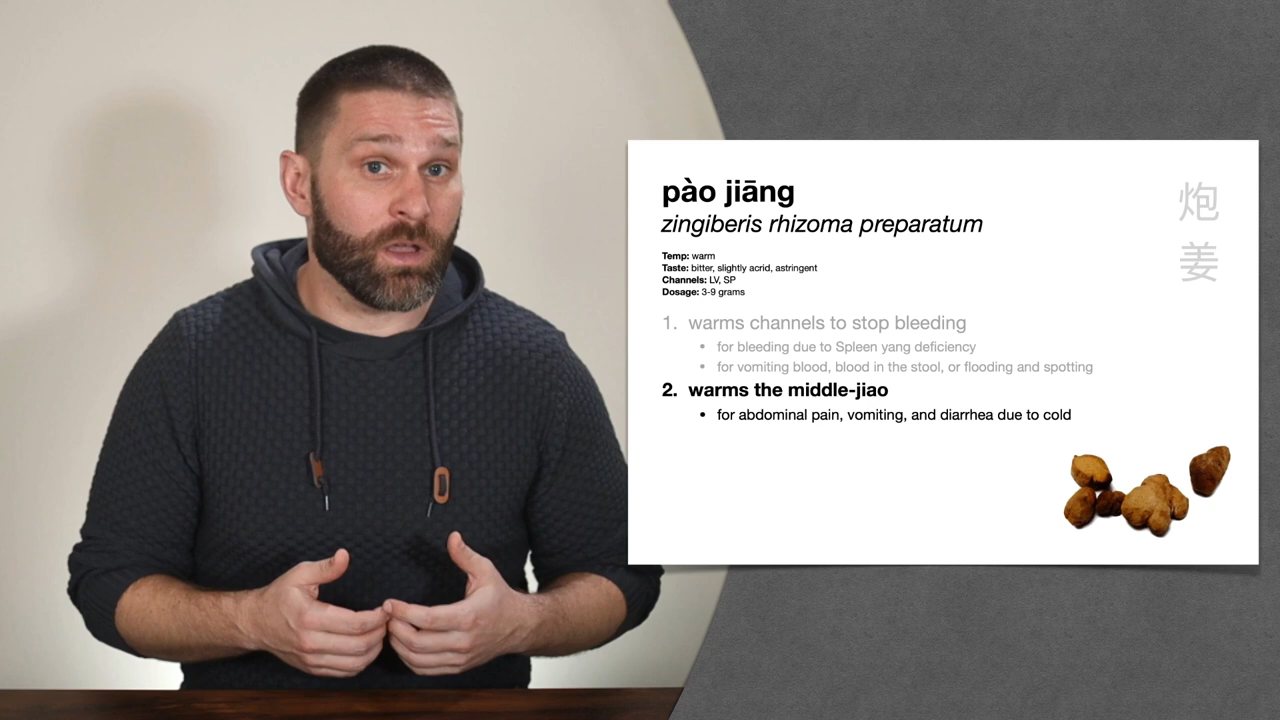 pào jiāng
zingiberis rhizoma preparatum
炮
姜
Temp: warm
Taste: bitter, slightly acrid, astringent
Channels: LV, SP
Dosage: 3-9 grams
1. warms channels to stop bleeding
• for bleeding due to Spleen yang deficiency
• for vomiting blood, blood in the stool, or flooding and spotting
2. warms the middle-jiao
• for abdominal pain, vomiting, and diarrhea due to cold